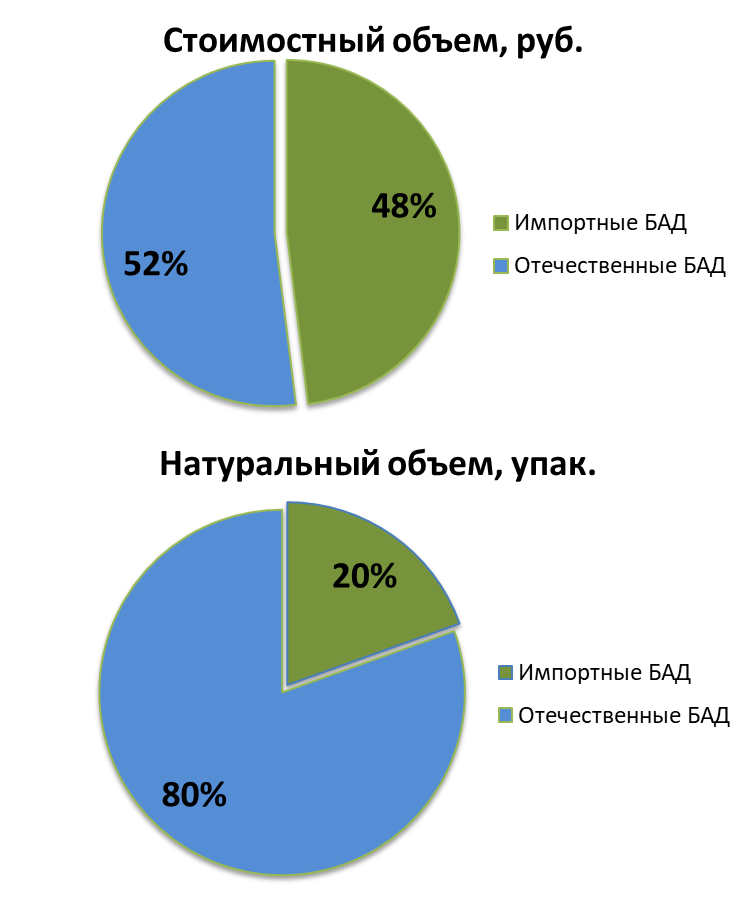 Стоимостный объем, руб.
48%
52%
Импортные БАД
Отечественные БАД
Натуральный объем, упак.
20%
80%
Импортные БАД
Отечественные БАД